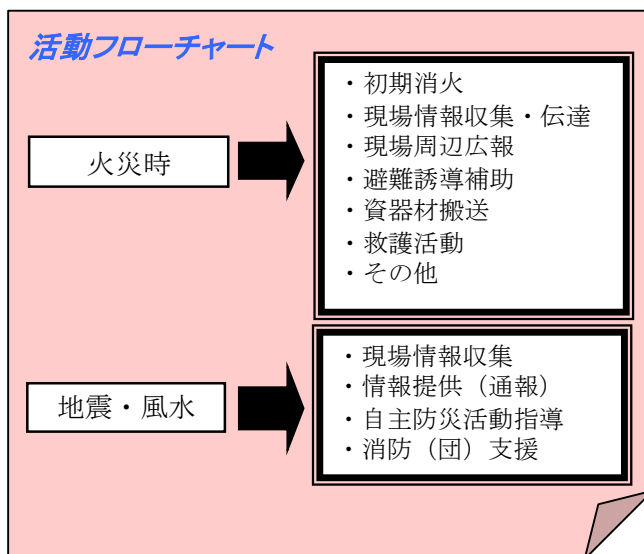 活動フローチャート
火災時
・初期消火
・現場情報収集・伝達
・現場周辺広報
・避難誘導補助
・資器材搬送
・救護活動
・その他
地震・風水
・現場情報収集
・情報提供（通報）
・自主防災活動指導
・消防（団）支援